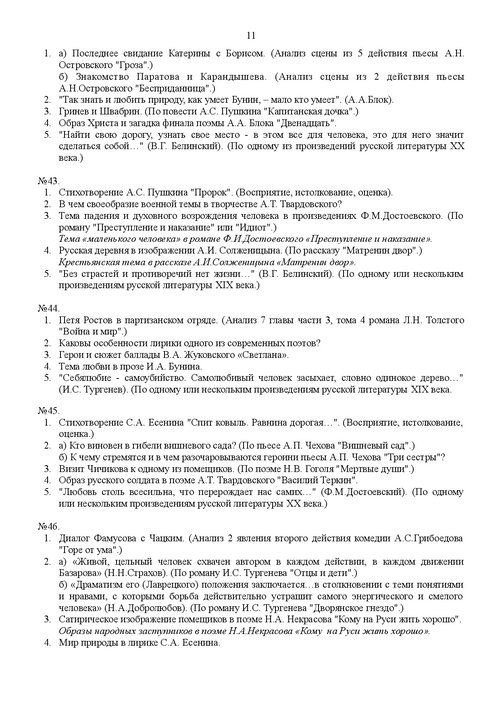 11
1. а) Последнее свидание Катерины с Борисом. (Анализ сцены из 5 действия пьесы А.Н.
Островского "Гроза".)
б) Знакомство Паратова и Карандышева. (Анализ сцены из 2 действия пьесы
А.Н.Островского "Бесприданница".)
2. "Так знать и любить природу, как умеет Бунин, – мало кто умеет". (А.А.Блок).
3. Гринев и Швабрин. (По повести А.С. Пушкина "Капитанская дочка".)
4. Образ Христа и загадка финала поэмы А.А. Блока "Двенадцать".
5. "Найти свою дорогу, узнать свое место - в этом все для человека, это для него значит
сделаться собой…" (В.Г. Белинский). (По одному из произведений русской литературы XX
века.)
№43.
1. Стихотворение А.С. Пушкина "Пророк". (Восприятие, истолкование, оценка).
2. В чем своеобразие военной темы в творчестве А.Т. Твардовского?
3. Тема падения и духовного возрождения человека в произведениях Ф.М.Достоевского. (По
роману "Преступление и наказание" или "Идиот".)
Тема «маленького человека» в романе Ф.И.Достоевского «Преступление и наказание».
4. Русская деревня в изображении А.И. Солженицына. (По рассказу "Матренин двор".)
Крестьянская тема в рассказе А.И.Солженицына «Матренин двор».
5. "Без страстей и противоречий нет жизни…" (В.Г. Белинский). (По одному или нескольким
произведениям русской литературы XIX века.)
№44.
1. Петя Ростов в партизанском отряде. (Анализ 7 главы части 3, тома 4 романа Л.Н. Толстого
"Война и мир".)
2. Каковы особенности лирики одного из современных поэтов?
3. Герои и сюжет баллады В.А. Жуковского «Светлана».
4. Тема любви в прозе И.А. Бунина.
5. "Себялюбие - самоубийство. Самолюбивый человек засыхает, словно одинокое дерево…"
(И.С. Тургенев). (По одному или нескольким произведениям русской литературы XIX века.
№45.
1. Стихотворение С.А. Есенина "Спит ковыль. Равнина дорогая…". (Восприятие, истолкование,
оценка.)
2. а) Кто виновен в гибели вишневого сада? (По пьесе А.П. Чехова "Вишневый сад".)
б) К чему стремятся и в чем разочаровываются героини пьесы А.П. Чехова "Три сестры"?
3. Визит Чичикова к одному из помещиков. (По поэме Н.В. Гоголя "Мертвые души".)
4. Образ русского солдата в поэме А.Т. Твардовского "Василий Теркин".
5. "Любовь столь всесильна, что перерождает нас самих…" (Ф.М.Достоевский). (По одному
или нескольким произведениям русской литературы XX века.)
№46.
1. Диалог Фамусова с Чацким. (Анализ 2 явления второго действия комедии А.С.Грибоедова
"Горе от ума".)
2. а) «Живой, цельный человек схвачен автором в каждом действии, в каждом движении
Базарова» (Н.Н.Страхов). (По роману И.С. Тургенева "Отцы и дети".)
б) «Драматизм его (Лаврецкого) положения заключается…в столкновении с теми понятиями
и нравами, с которыми борьба действительно устрашит самого энергического и смелого
человека» (Н.А.Добролюбов). (По роману И.С. Тургенева "Дворянское гнездо".)
3. Сатирическое изображение помещиков в поэме Н.А. Некрасова "Кому на Руси жить хорошо".
Образы народных заступников в поэме Н.А.Некрасова «Кому на Руси жить хорошо».
4. Мир природы в лирике С.А. Есенина.